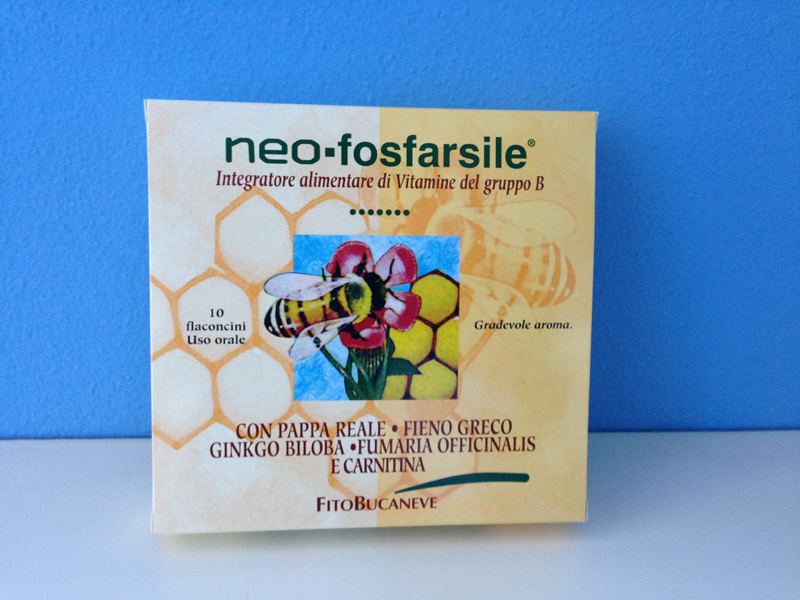 neo-fosfarsile®
Integratore alimentare di Vitamine del gruppo B
10
flaconcini
Uso orale
Gradevole aroma.
CON PAPPA REALE • FIENO GRECO
GINKGO BILOBA •FUMARIA OFFICINALIS
E CARNITINA
FITOBUCANEVE